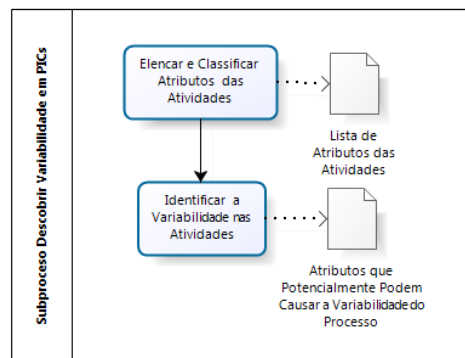 Subproceso Descobrir Variabilidade em PICs
Elencar e Classificar
Atributos das
Atividades
Lista de
Atributos das
Atividades
Identificar a
Variabilidade nas
Atividades
Atributos que
Potencialmente Podem
Causar a Variabilidade do
Processo